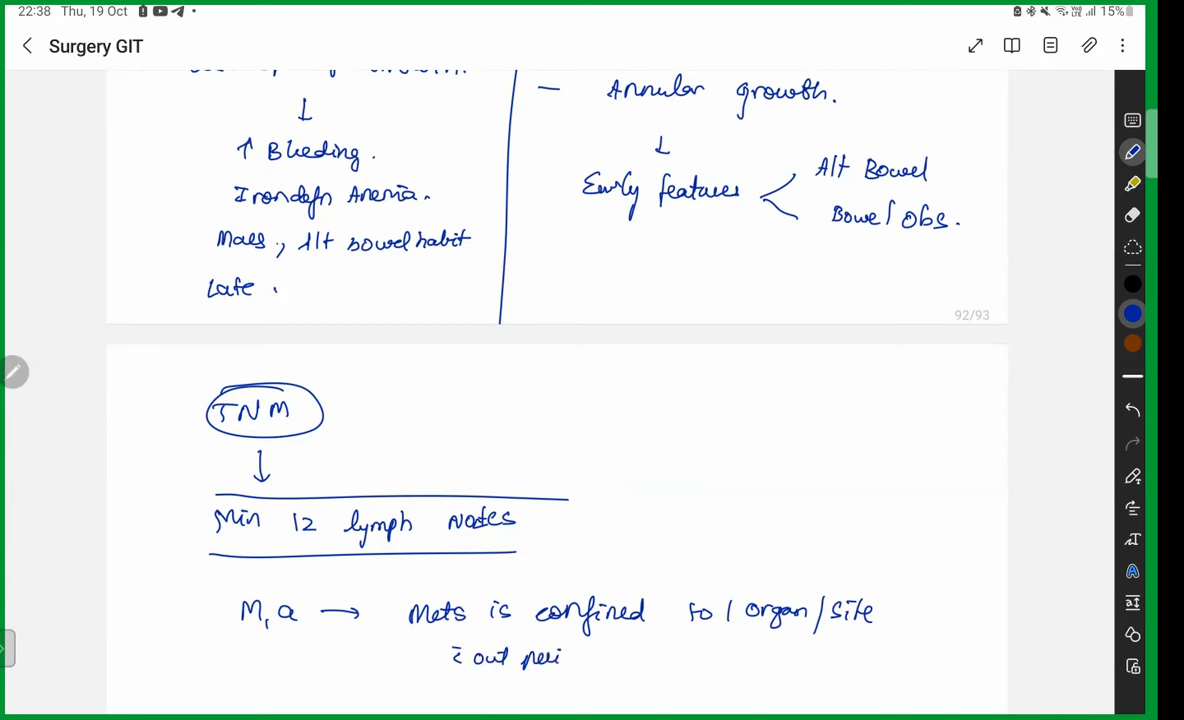 22:38 Thu, 19 Oct
15%
Surgery GIT
↑ Bleeding.
Irondefn Anemia.
Mass, Alt bowel habit
Late.
— Annular growth.
↓
Early features
Alt Bowel
Bowel obs.
92/93
TNM
↓
Min 12 lymph nodes
M1a → Mets is confined to 1 organ/site
c̄ out peri